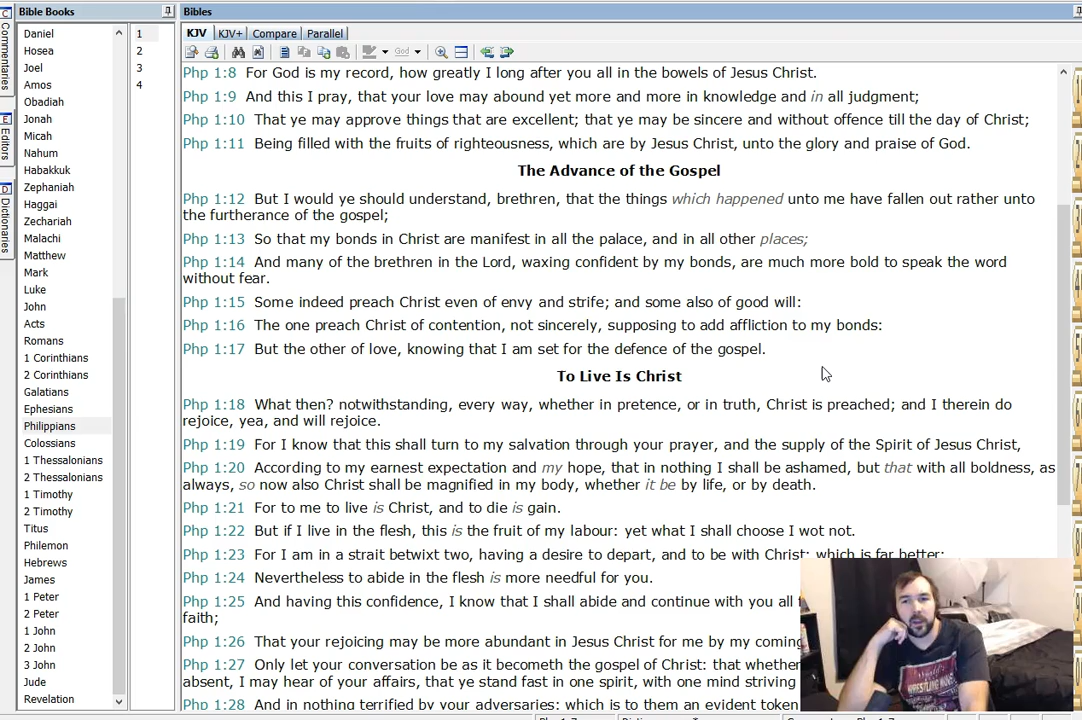 Bible Books
Bibles
Commentaries
Editors
Dictionaries
Daniel
Hosea
Joel
Amos
Obadiah
Jonah
Micah
Nahum
Habakkuk
Zephaniah
Haggai
Zechariah
Malachi
Matthew
Mark
Luke
John
Acts
Romans
1 Corinthians
2 Corinthians
Galatians
Ephesians
Philippians
Colossians
1 Thessalonians
2 Thessalonians
1 Timothy
2 Timothy
Titus
Philemon
Hebrews
James
1 Peter
2 Peter
1 John
2 John
3 John
Jude
Revelation
1
2
3
4
KJV KJV+ Compare Parallel
God
Php 1:8 For God is my record, how greatly I long after you all in the bowels of Jesus Christ.
Php 1:9 And this I pray, that your love may abound yet more and more in knowledge and in all judgment;
Php 1:10 That ye may approve things that are excellent; that ye may be sincere and without offence till the day of Christ;
Php 1:11 Being filled with the fruits of righteousness, which are by Jesus Christ, unto the glory and praise of God.
The Advance of the Gospel
Php 1:12 But I would ye should understand, brethren, that the things which happened unto me have fallen out rather unto
the furtherance of the gospel;
Php 1:13 So that my bonds in Christ are manifest in all the palace, and in all other places;
Php 1:14 And many of the brethren in the Lord, waxing confident by my bonds, are much more bold to speak the word
without fear.
Php 1:15 Some indeed preach Christ even of envy and strife; and some also of good will:
Php 1:16 The one preach Christ of contention, not sincerely, supposing to add affliction to my bonds:
Php 1:17 But the other of love, knowing that I am set for the defence of the gospel.
To Live Is Christ
Php 1:18 What then? notwithstanding, every way, whether in pretence, or in truth, Christ is preached; and I therein do
rejoice, yea, and will rejoice.
Php 1:19 For I know that this shall turn to my salvation through your prayer, and the supply of the Spirit of Jesus Christ,
Php 1:20 According to my earnest expectation and my hope, that in nothing I shall be ashamed, but that with all boldness, as
always, so now also Christ shall be magnified in my body, whether it be by life, or by death.
Php 1:21 For to me to live is Christ, and to die is gain.
Php 1:22 But if I live in the flesh, this is the fruit of my labour: yet what I shall choose I wot not.
Php 1:23 For I am in a strait betwixt two, having a desire to depart, and to be with Christ; which is far better:
Php 1:24 Nevertheless to abide in the flesh is more needful for you.
Php 1:25 And having this confidence, I know that I shall abide and continue with you all
faith;
Php 1:26 That your rejoicing may be more abundant in Jesus Christ for me by my coming
Php 1:27 Only let your conversation be as it becometh the gospel of Christ: that whether
absent, I may hear of your affairs, that ye stand fast in one spirit, with one mind striving
Php 1:28 And in nothing terrified by your adversaries: which is to them an evident token